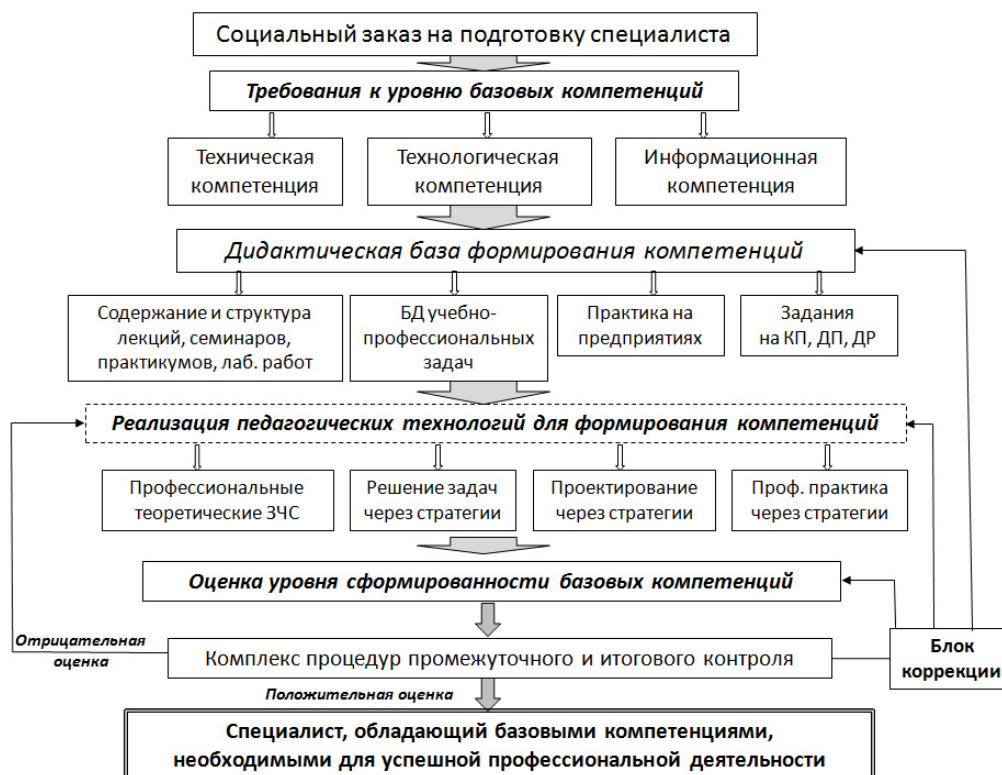 Социальный заказ на подготовку специалиста
Требования к уровню базовых компетенций
Техническая
компетенция
Технологическая
компетенция
Информационная
компетенция
Дидактическая база формирования компетенций
Содержание и структура
лекций, семинаров,
практикумов, лаб. работ
БД учебно-
профессиональных
задач
Практика на
предприятиях
Задания
на КП, ДП, ДР
Реализация педагогических технологий для формирования компетенций
Профессиональные
теоретические ЗЧС
Решение задач
через стратегии
Проектирование
через стратегии
Проф. практика
через стратегии
Оценка уровня сформированности базовых компетенций
Отрицательная
оценка
Комплекс процедур промежуточного и итогового контроля
Блок
коррекции
Положительная оценка
Специалист, обладающий базовыми компетенциями,
необходимыми для успешной профессиональной деятельности